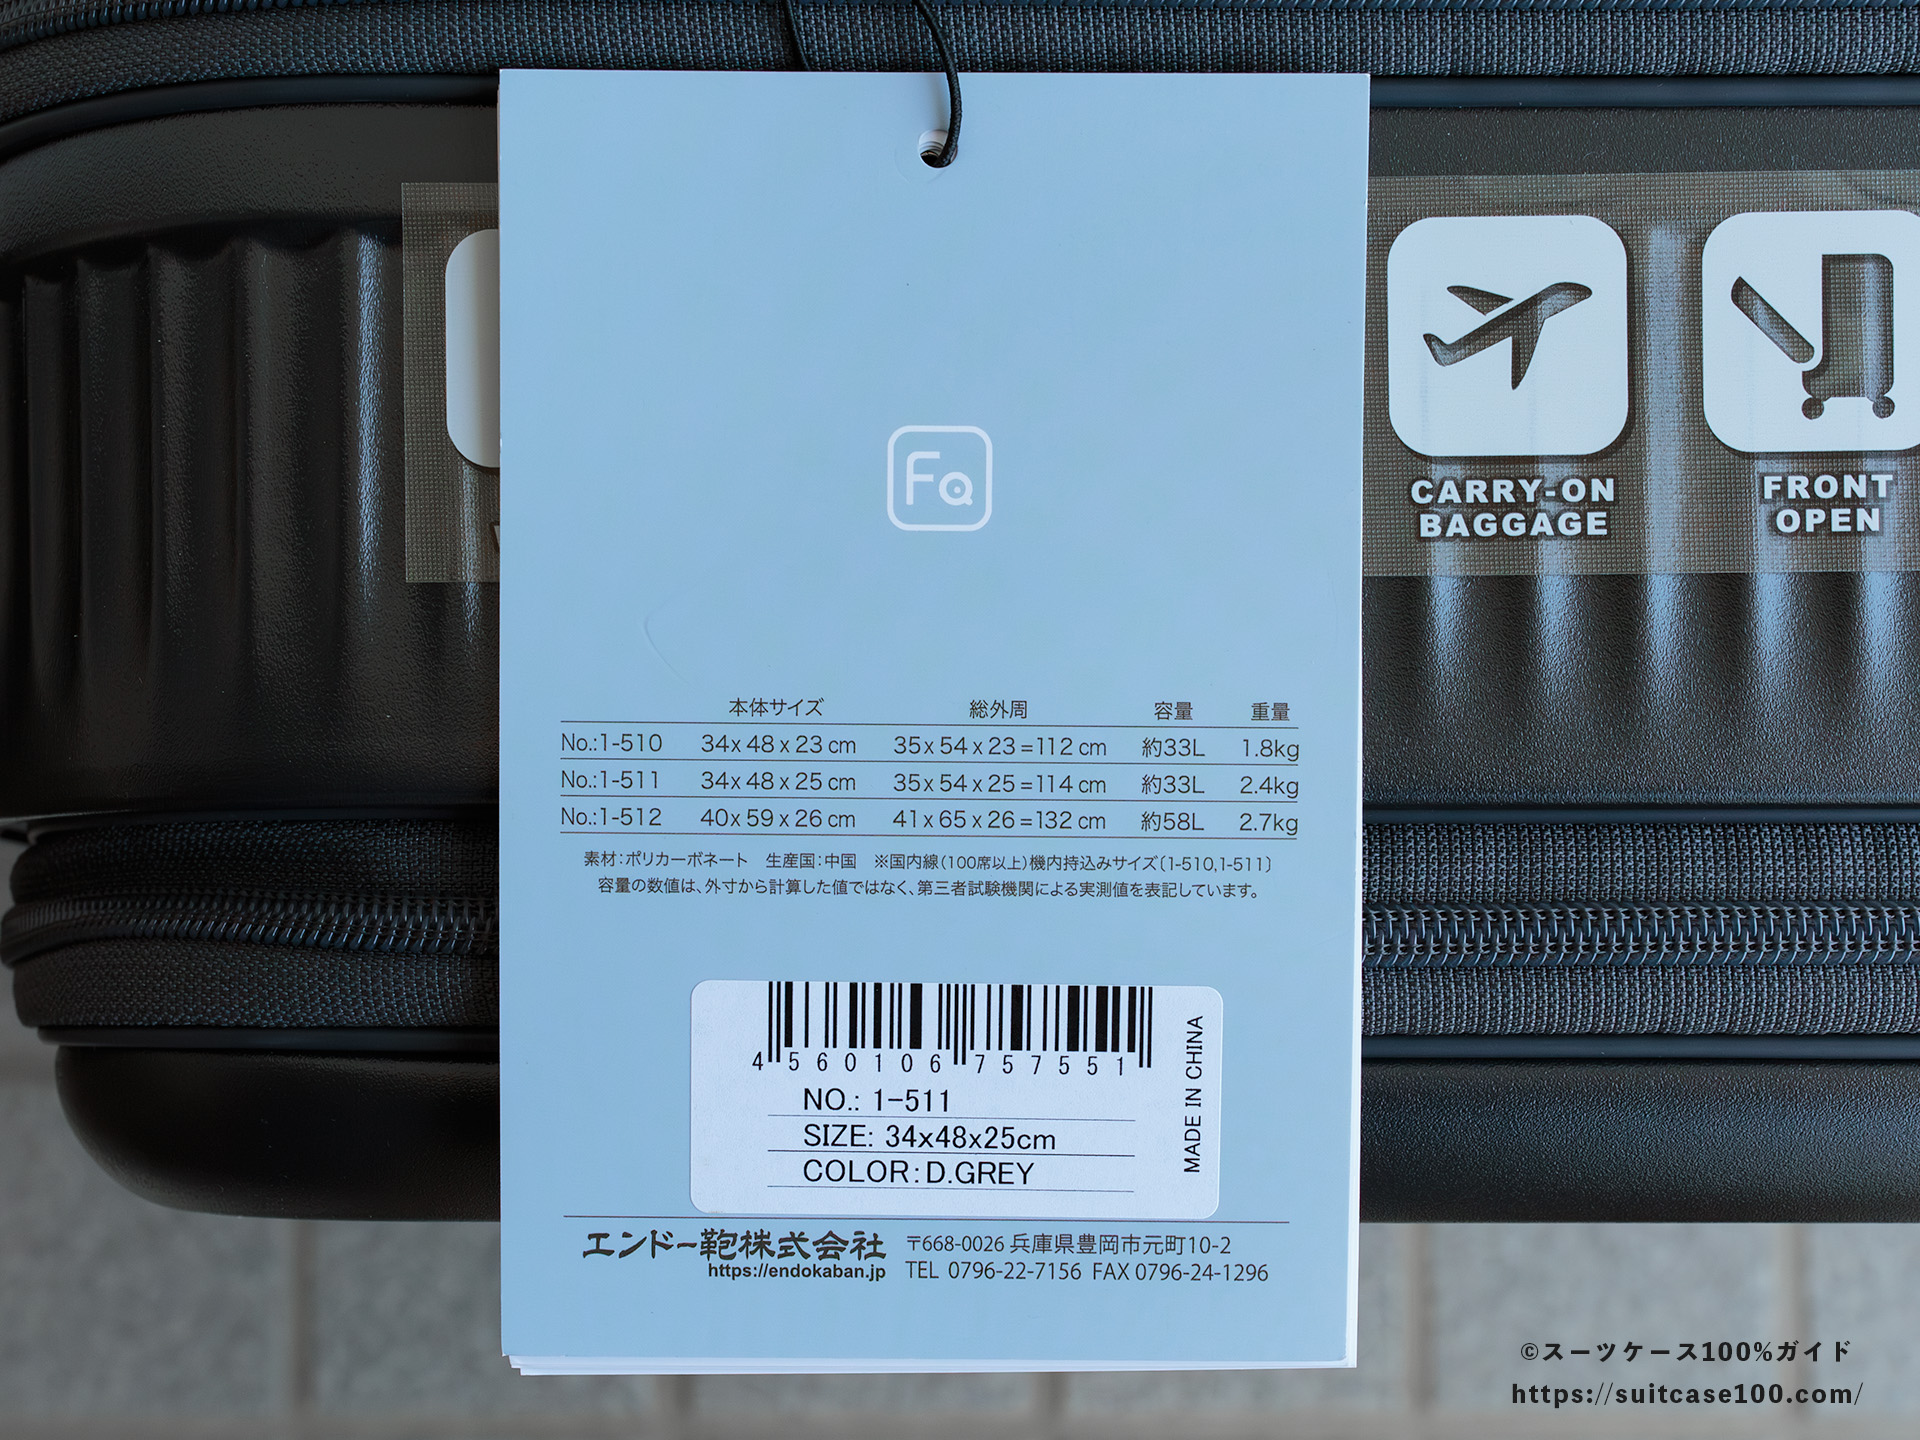 CARRY-ON
BAGGAGE
FRONT
OPEN
Fa
本体サイズ 総外周 容量 重量
No.:1-510 34x 48 x 23 cm 35x 54 x 23 =112 cm 約33L 1.8kg
No.:1-511 34x 48 x 25 cm 35x 54 x 25 =114 cm 約33L 2.4kg
No.:1-512 40x 59 x 26 cm 41x 65 x 26 =132 cm 約58L 2.7kg
素材:ポリカーボネート 生産国:中国 ※国内線(100席以上)機内持込みサイズ(1-510,1-511)
容量の数値は、外寸から計算した値ではなく、第三者試験機関による実測値を表記しています。
4 560106 757551
NO.: 1-511
SIZE: 34x48x25cm
COLOR:D.GREY
MADE IN CHINA
エンドー鞄株式会社 〒668-0026 兵庫県豊岡市元町10-2
https://endokaban.jp TEL 0796-22-7156 FAX 0796-24-1296
©スーツケース100%ガイド
https://suitcase100.com/